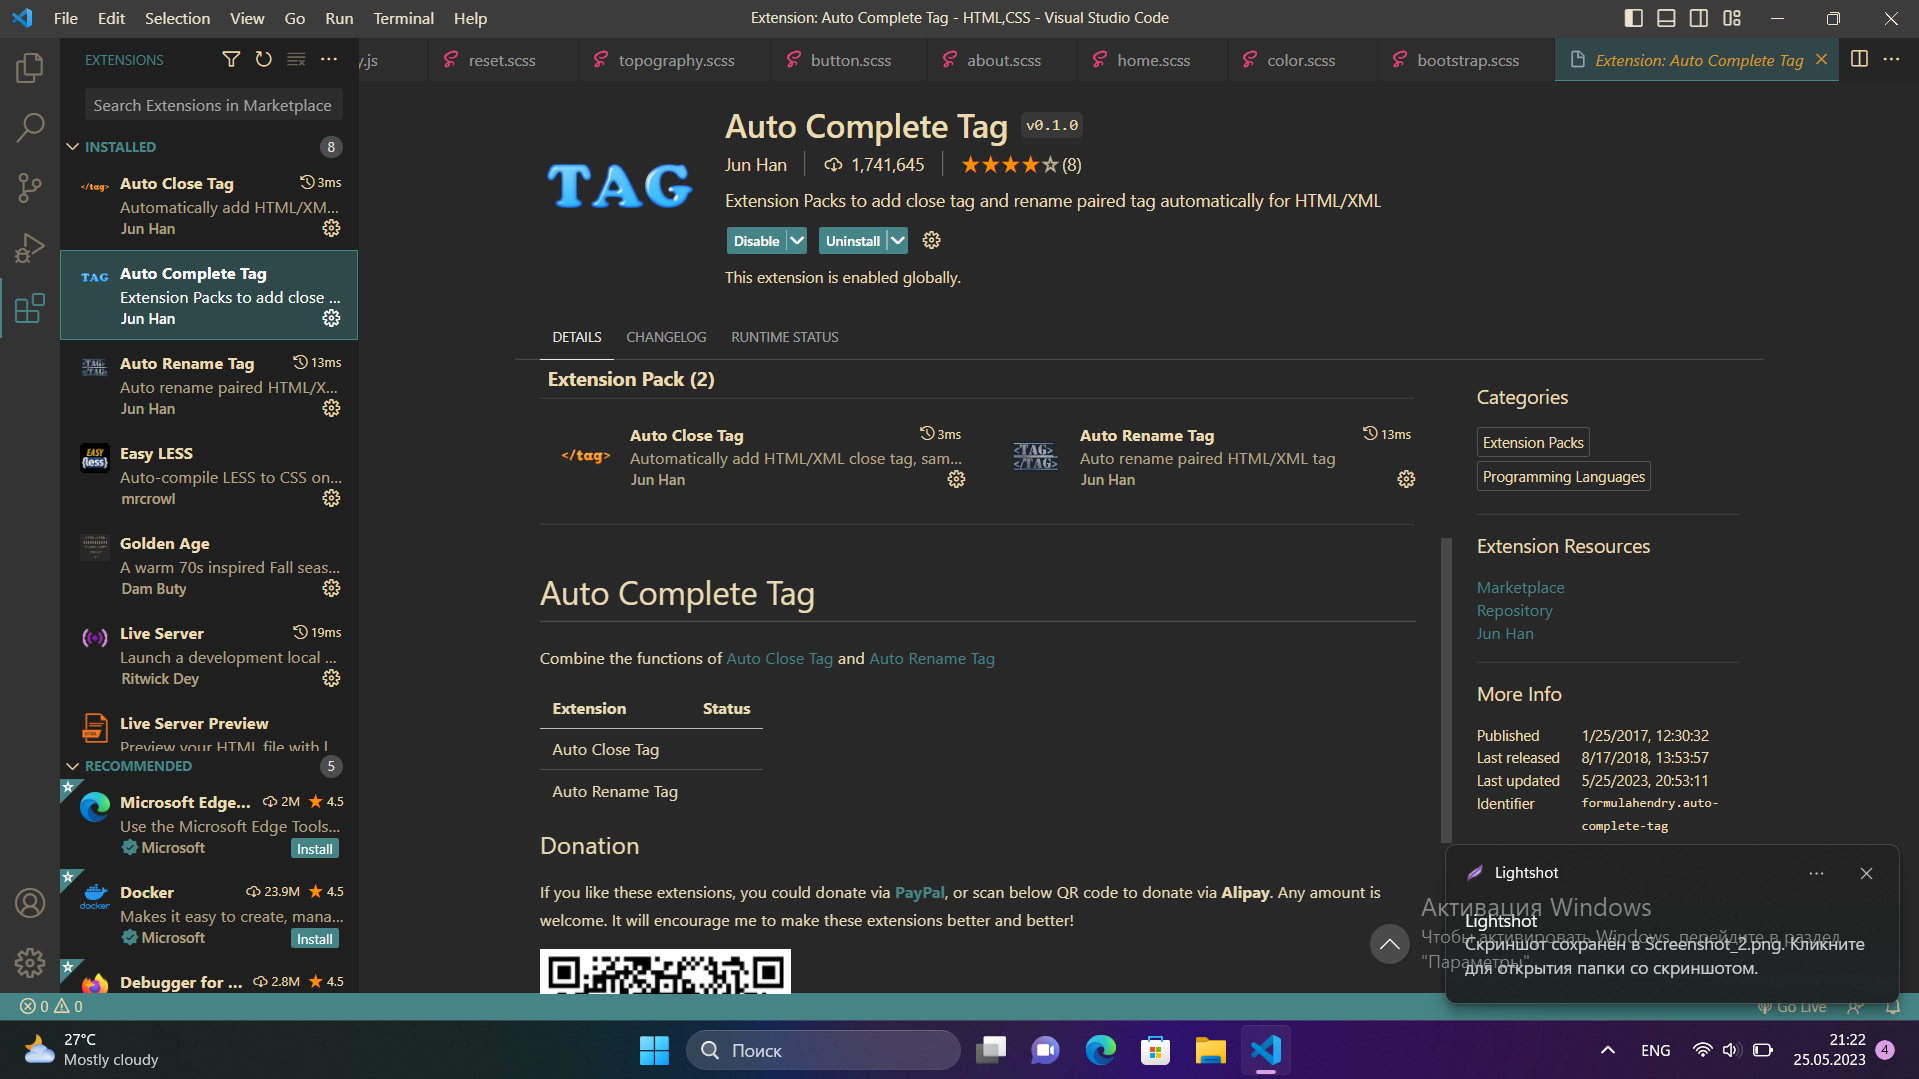 File Edit Selection View Go Run Terminal Help
Extension: Auto Complete Tag - HTML,CSS - Visual Studio Code
EXTENSIONS
y.js
reset.scss
topography.scss
button.scss
about.scss
home.scss
color.scss
bootstrap.scss
Extension: Auto Complete Tag
Search Extensions in Marketplace
INSTALLED 8
</tag>
Auto Close Tag 3ms
Automatically add HTML/XM...
Jun Han
TAG
Auto Complete Tag
Extension Packs to add close ...
Jun Han
<TAG>
</TAG>
Auto Rename Tag 13ms
Auto rename paired HTML/X...
Jun Han
EASY
{less}
Easy LESS
Auto-compile LESS to CSS on...
mrcrowl
Golden Age
A warm 70s inspired Fall seas...
Dam Buty
Live Server 19ms
Launch a development local ...
Ritwick Dey
HTML
Live Server Preview
Preview your HTML file with l
RECOMMENDED 5
Microsoft Edge... 2M 4.5
Use the Microsoft Edge Tools...
Microsoft Install
docker
Docker 23.9M 4.5
Makes it easy to create, mana...
Microsoft Install
Debugger for ... 2.8M 4.5
TAG
Auto Complete Tag v0.1.0
Jun Han 1,741,645 (8)
Extension Packs to add close tag and rename paired tag automatically for HTML/XML
Disable Uninstall
This extension is enabled globally.
DETAILS CHANGELOG RUNTIME STATUS
Extension Pack (2)
</tag>
Auto Close Tag 3ms
Automatically add HTML/XML close tag, sam...
Jun Han
<TAG>
</TAG>
Auto Rename Tag 13ms
Auto rename paired HTML/XML tag
Jun Han
Auto Complete Tag
Combine the functions of Auto Close Tag and Auto Rename Tag
Extension Status
Auto Close Tag
Auto Rename Tag
Donation
If you like these extensions, you could donate via PayPal, or scan below QR code to donate via Alipay. Any amount is
welcome. It will encourage me to make these extensions better and better!
Categories
Extension Packs
Programming Languages
Extension Resources
Marketplace
Repository
Jun Han
More Info
Published 1/25/2017, 12:30:32
Last released 8/17/2018, 13:53:57
Last updated 5/25/2023, 20:53:11
Identifier formulahendry.auto-
complete-tag
Lightshot
Активация Windows
Чтобы активировать Windows, перейдите в раздел
"Параметры".
Lightshot
Скриншот сохранен в Screenshot_2.png. Кликните
для открытия папки со скриншотом.
0 0
Go Live
27°C
Mostly cloudy
Поиск
ENG
21:22
25.05.2023
4